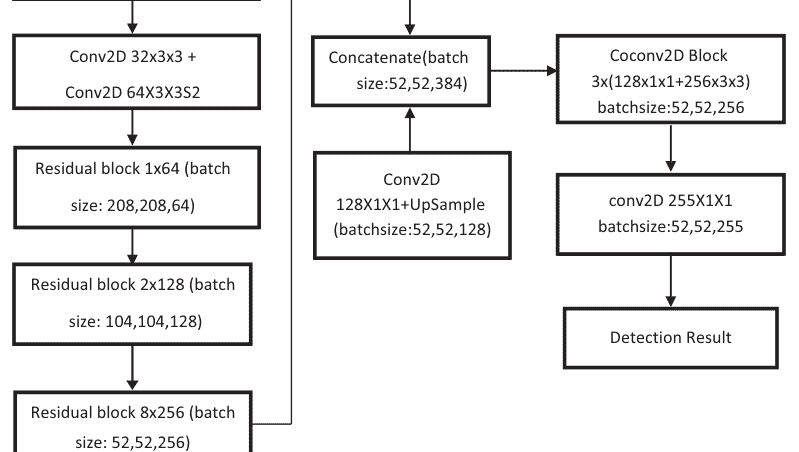 Conv2D 32x3x3 +
Conv2D 64X3X3S2
Residual block 1x64 (batch
size: 208,208,64)
Residual block 2x128 (batch
size: 104,104,128)
Residual block 8x256 (batch
size: 52,52,256)
Concatenate(batch
size:52,52,384)
Conv2D
128X1X1+UpSample
(batchsize:52,52,128)
Coconv2D Block
3x(128x1x1+256x3x3)
batchsize:52,52,256
conv2D 255X1X1
batchsize:52,52,255
Detection Result